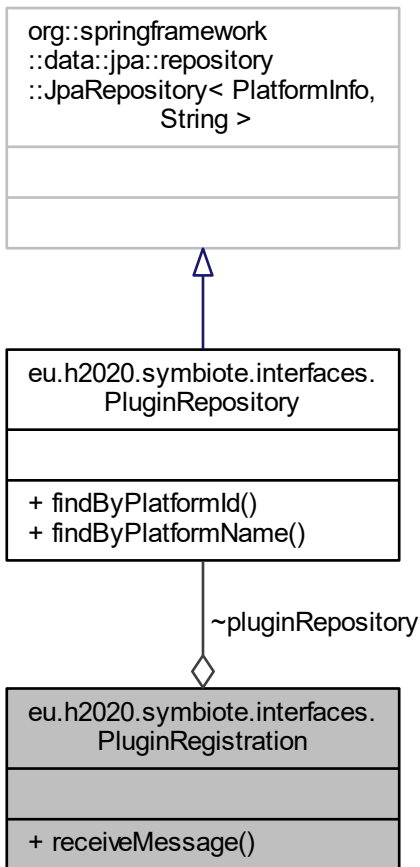 org::springframework
::data::jpa::repository
::JpaRepository< PlatformInfo,
String >
eu.h2020.symbiote.interfaces.
PluginRepository
+ findByPlatformId()
+ findByPlatformName()
~pluginRepository
eu.h2020.symbiote.interfaces.
PluginRegistration
+ receiveMessage()